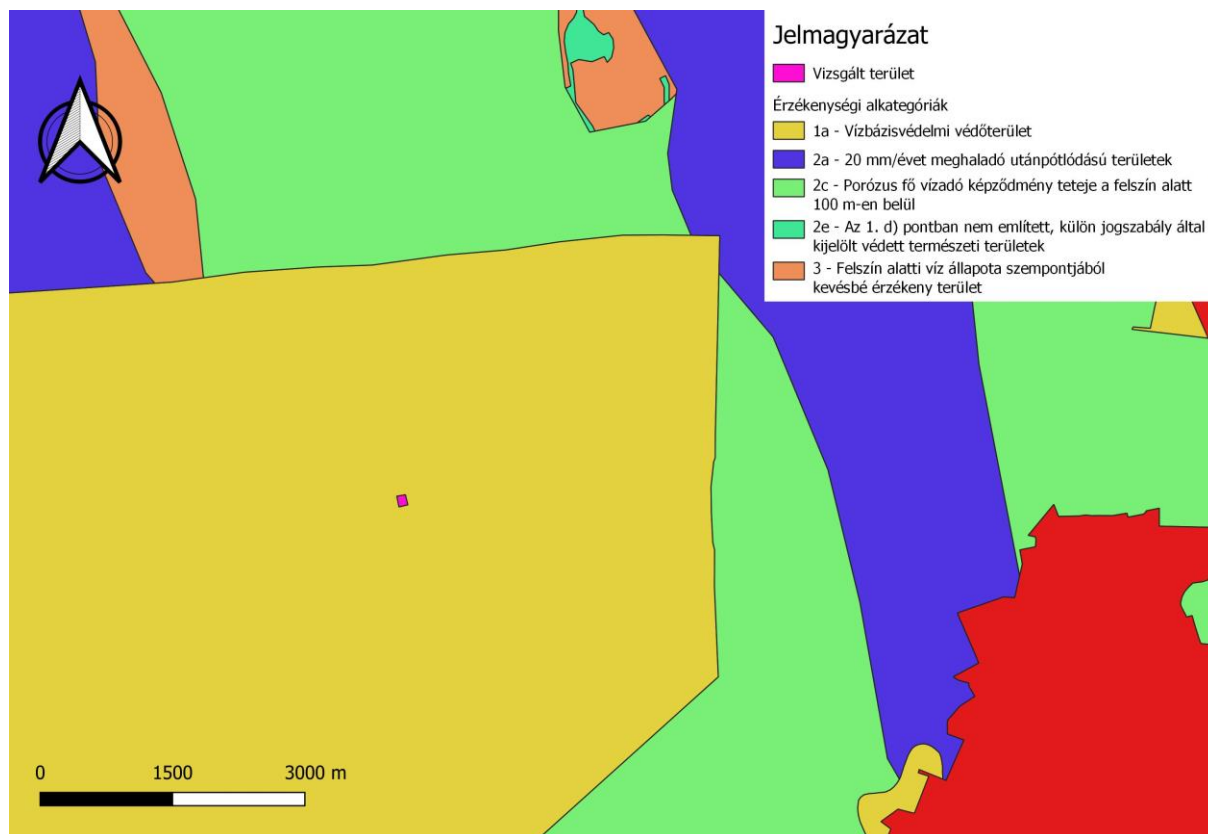 Jelmagyarázat
Vizsgált terület
Érzékenységi alkategóriák
1a - Vízbázisvédelmi védőterület
2a - 20 mm/évet meghaladó utánpótlódású területek
2c - Porózus fő vízadó képződmény teteje a felszín alatt
100 m-en belül
2e - Az 1. d) pontban nem említett, külön jogszabály által
kijelölt védett természeti területek
3 - Felszín alatti víz állapota szempontjából
kevésbé érzékeny terület
0 1500 3000 m